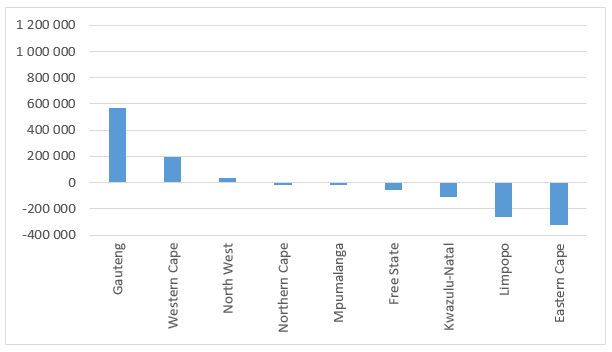 1 200 000
1 000 000
800 000
600 000
400 000
200 000
0
-200 000
-400 000
Gauteng
Western Cape
North West
Northern Cape
Mpumalanga
Free State
Kwazulu-Natal
Limpopo
Eastern Cape